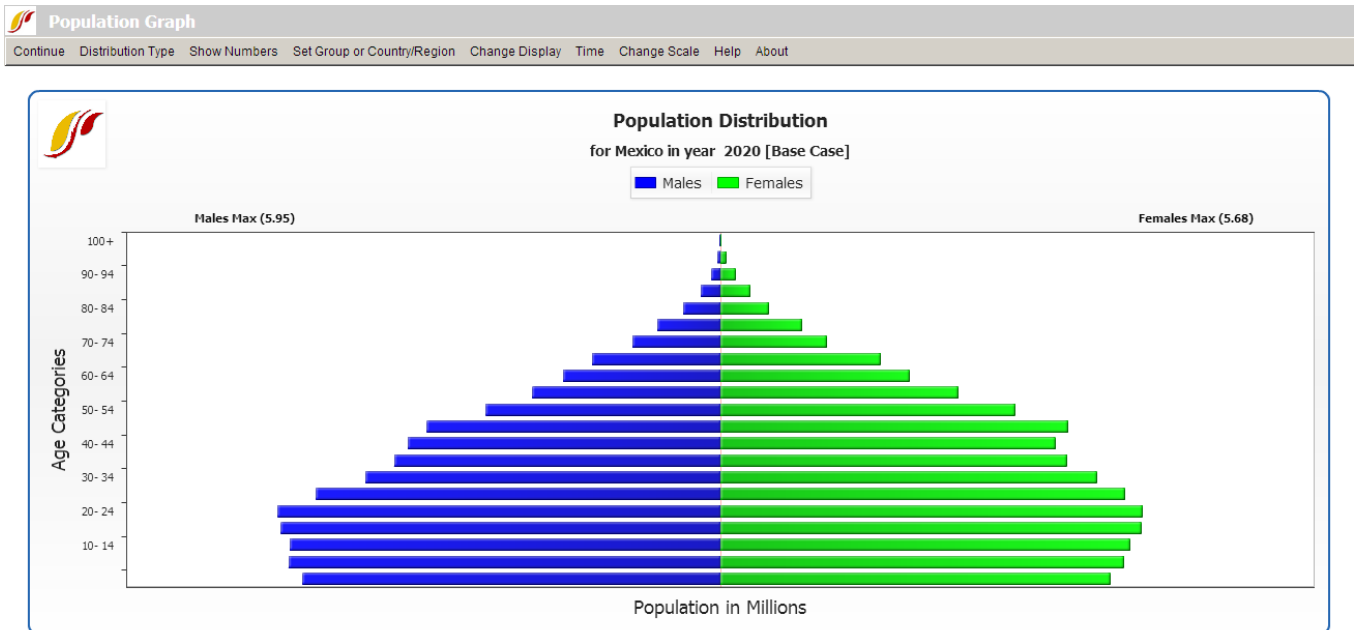 Population Graph
Continue Distribution Type Show Numbers Set Group or Country/Region Change Display Time Change Scale Help About
Population Distribution
for Mexico in year 2020 [Base Case]
Males Females
Males Max (5.95) Females Max (5.68)
100+
90- 94
80- 84
70- 74
60- 64
50- 54
40- 44
30- 34
20- 24
10- 14
Age Categories
Population in Millions